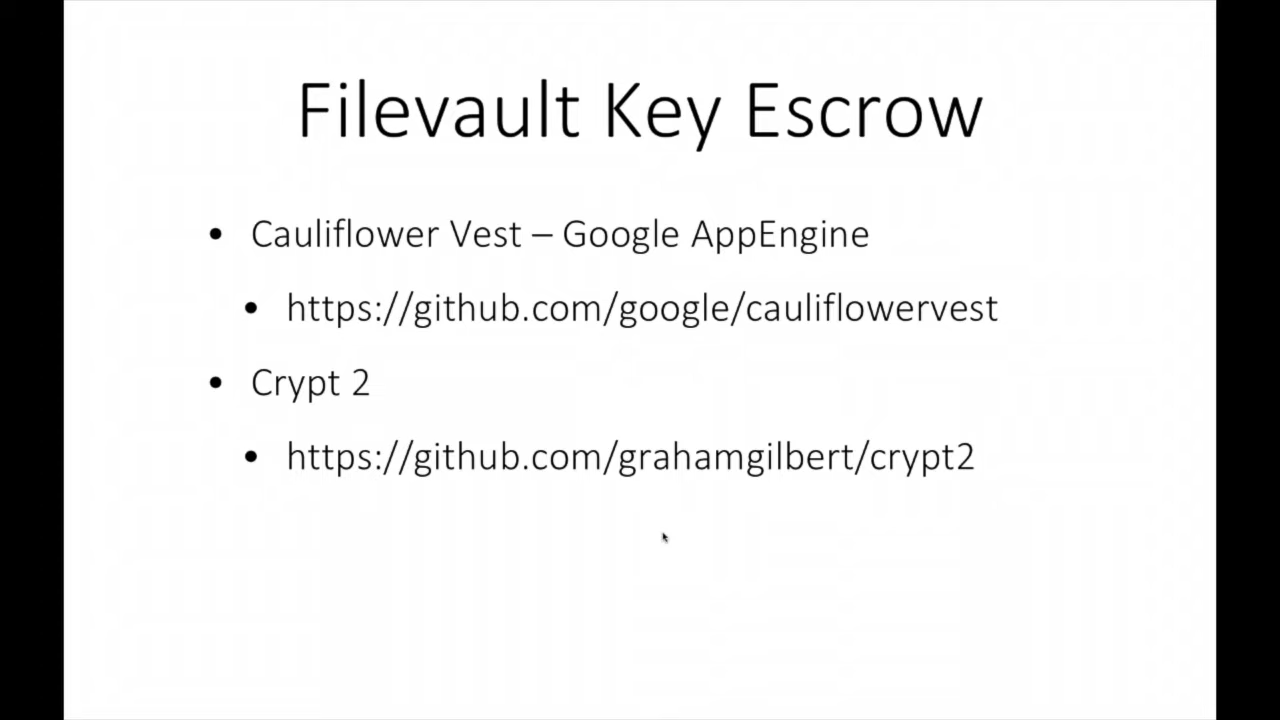 Filevault Key Escrow
• Cauliflower Vest – Google AppEngine
• https://github.com/google/cauliflowervest
• Crypt 2
• https://github.com/grahamgilbert/crypt2